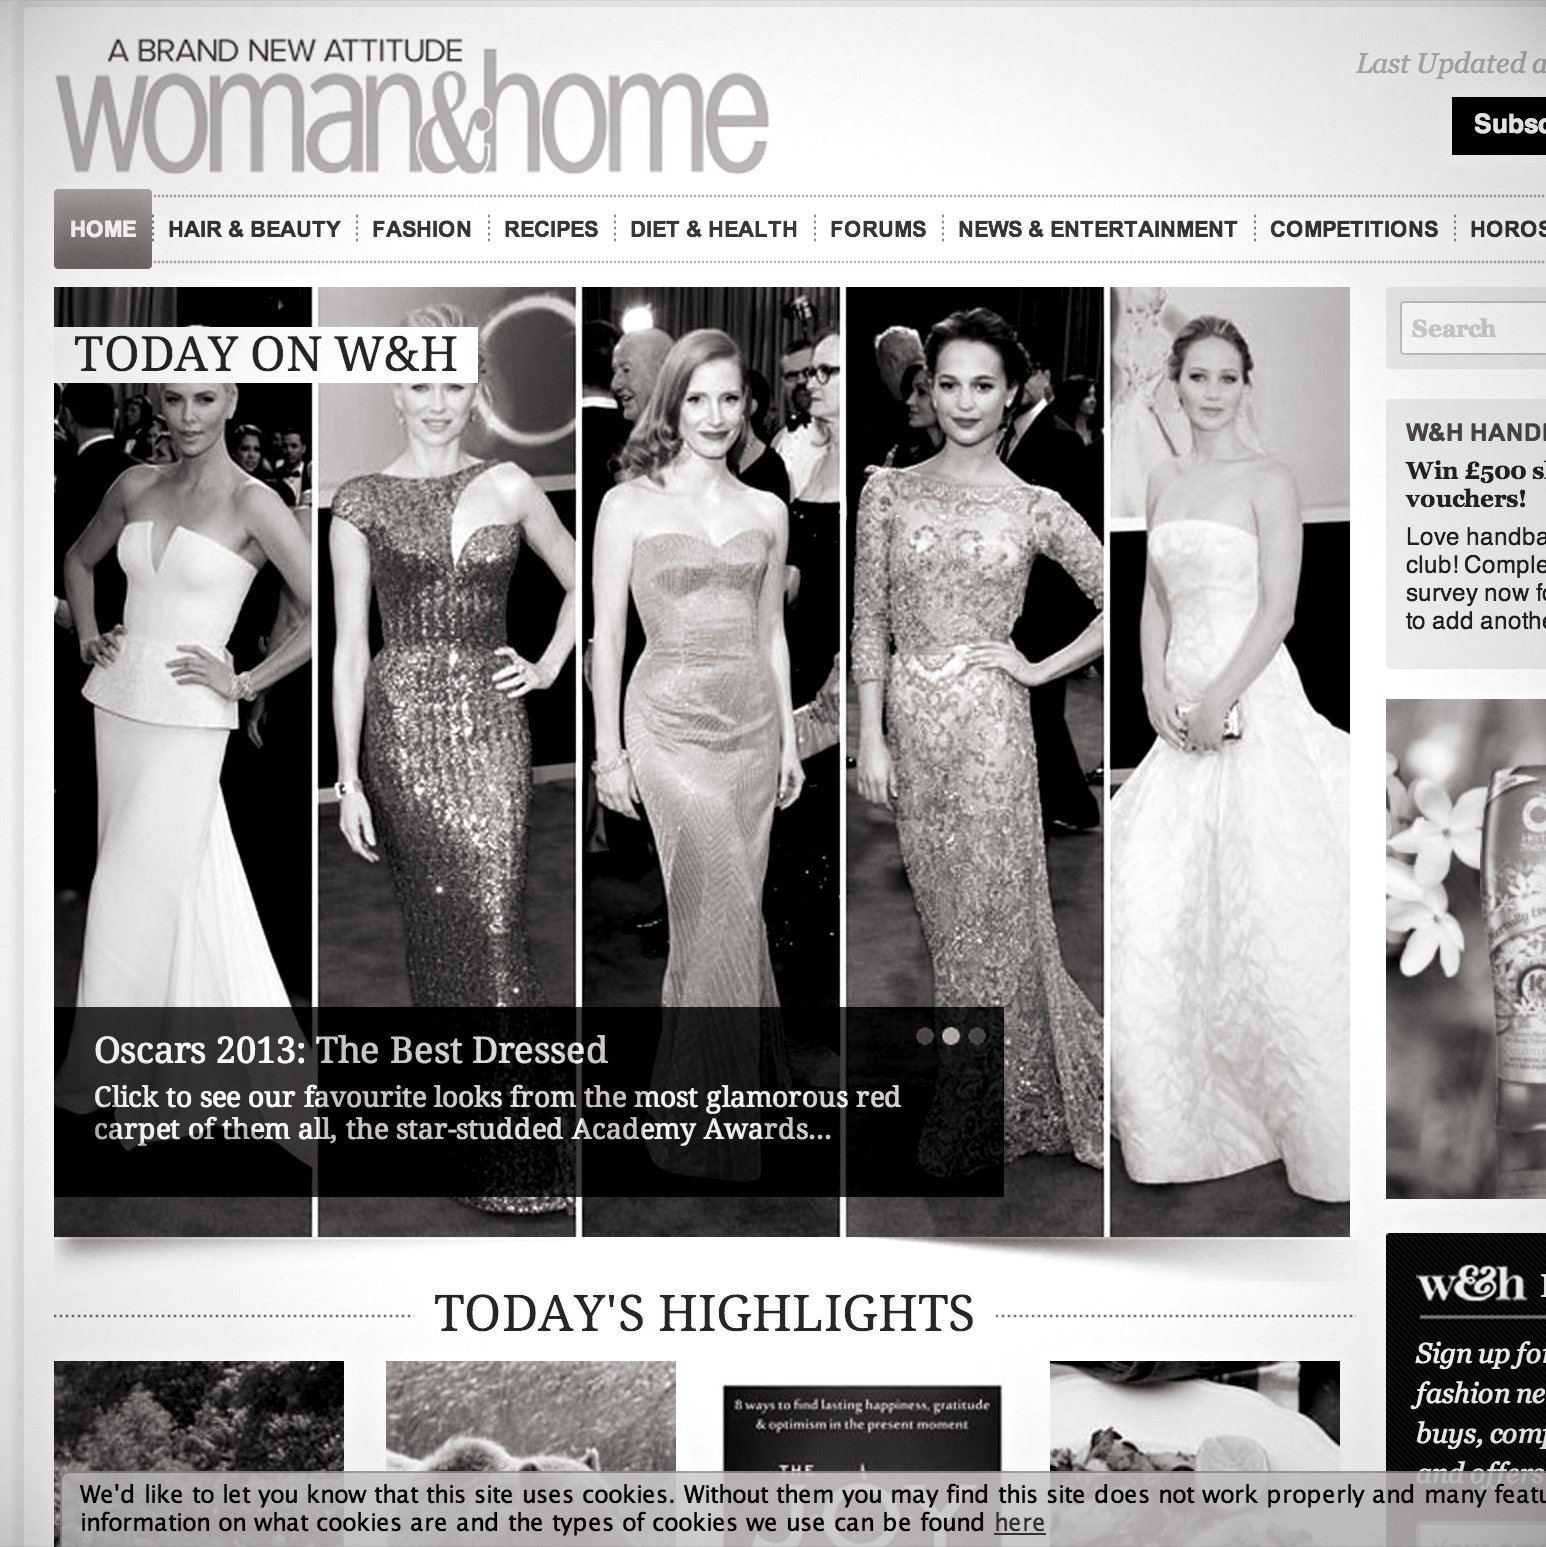 A BRAND NEW ATTITUDE
woman&home
Last Updated a
Subsc
HOME
HAIR & BEAUTY
FASHION
RECIPES
DIET & HEALTH
FORUMS
NEWS & ENTERTAINMENT
COMPETITIONS
HOROS
TODAY ON W&H
Search
W&H HANDB
Win £500 sh
vouchers!
Love handba
club! Comple
survey now fo
to add anothe
Oscars 2013: The Best Dressed
Click to see our favourite looks from the most glamorous red
carpet of them all, the star-studded Academy Awards...
w&h
Sign up for
fashion ne
buys, comp
and offers
TODAY'S HIGHLIGHTS
8 ways to find lasting happiness, gratitude
& optimism in the present moment
THE
JOY
We'd like to let you know that this site uses cookies. Without them you may find this site does not work properly and many featu
information on what cookies are and the types of cookies we use can be found here